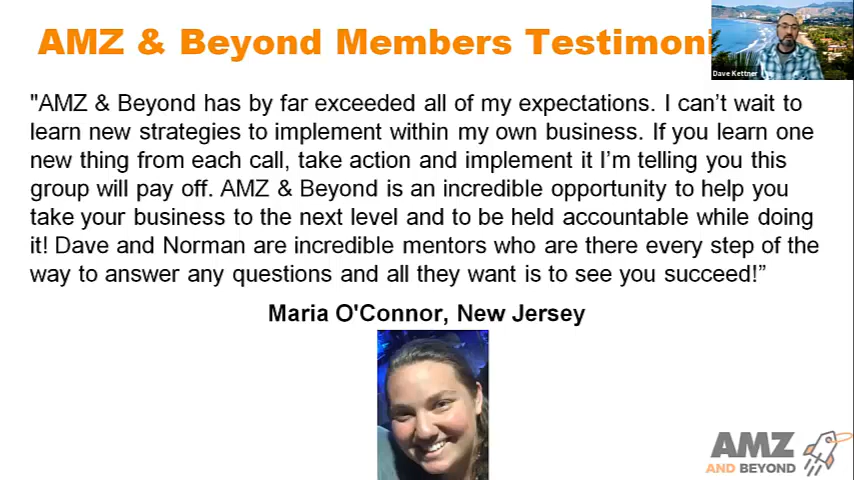 AMZ & Beyond Members Testimoni
Dave Kettner
"AMZ & Beyond has by far exceeded all of my expectations. I can’t wait to
learn new strategies to implement within my own business. If you learn one
new thing from each call, take action and implement it I’m telling you this
group will pay off. AMZ & Beyond is an incredible opportunity to help you
take your business to the next level and to be held accountable while doing
it! Dave and Norman are incredible mentors who are there every step of the
way to answer any questions and all they want is to see you succeed!”
Maria O'Connor, New Jersey
AMZ
AND BEYOND